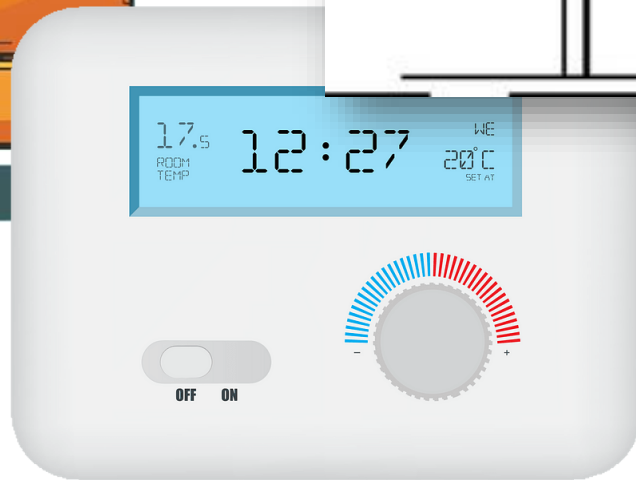 17.5
ROOM
TEMP
12:27
WE
20°C
SET AT
– +
OFF ON